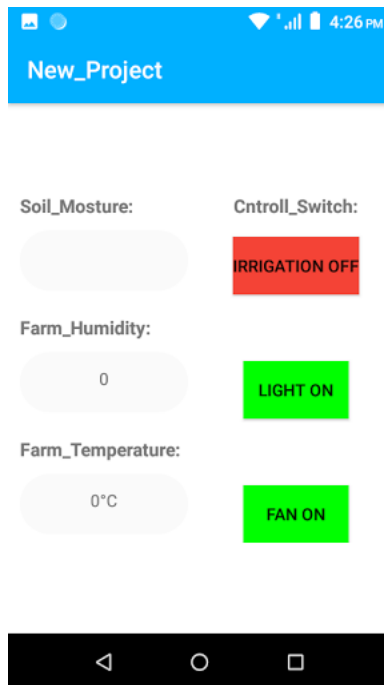 4:26 PM
New_Project
Soil_Mosture:
Cntroll_Switch:
IRRIGATION OFF
Farm_Humidity:
0
LIGHT ON
Farm_Temperature:
0°C
FAN ON